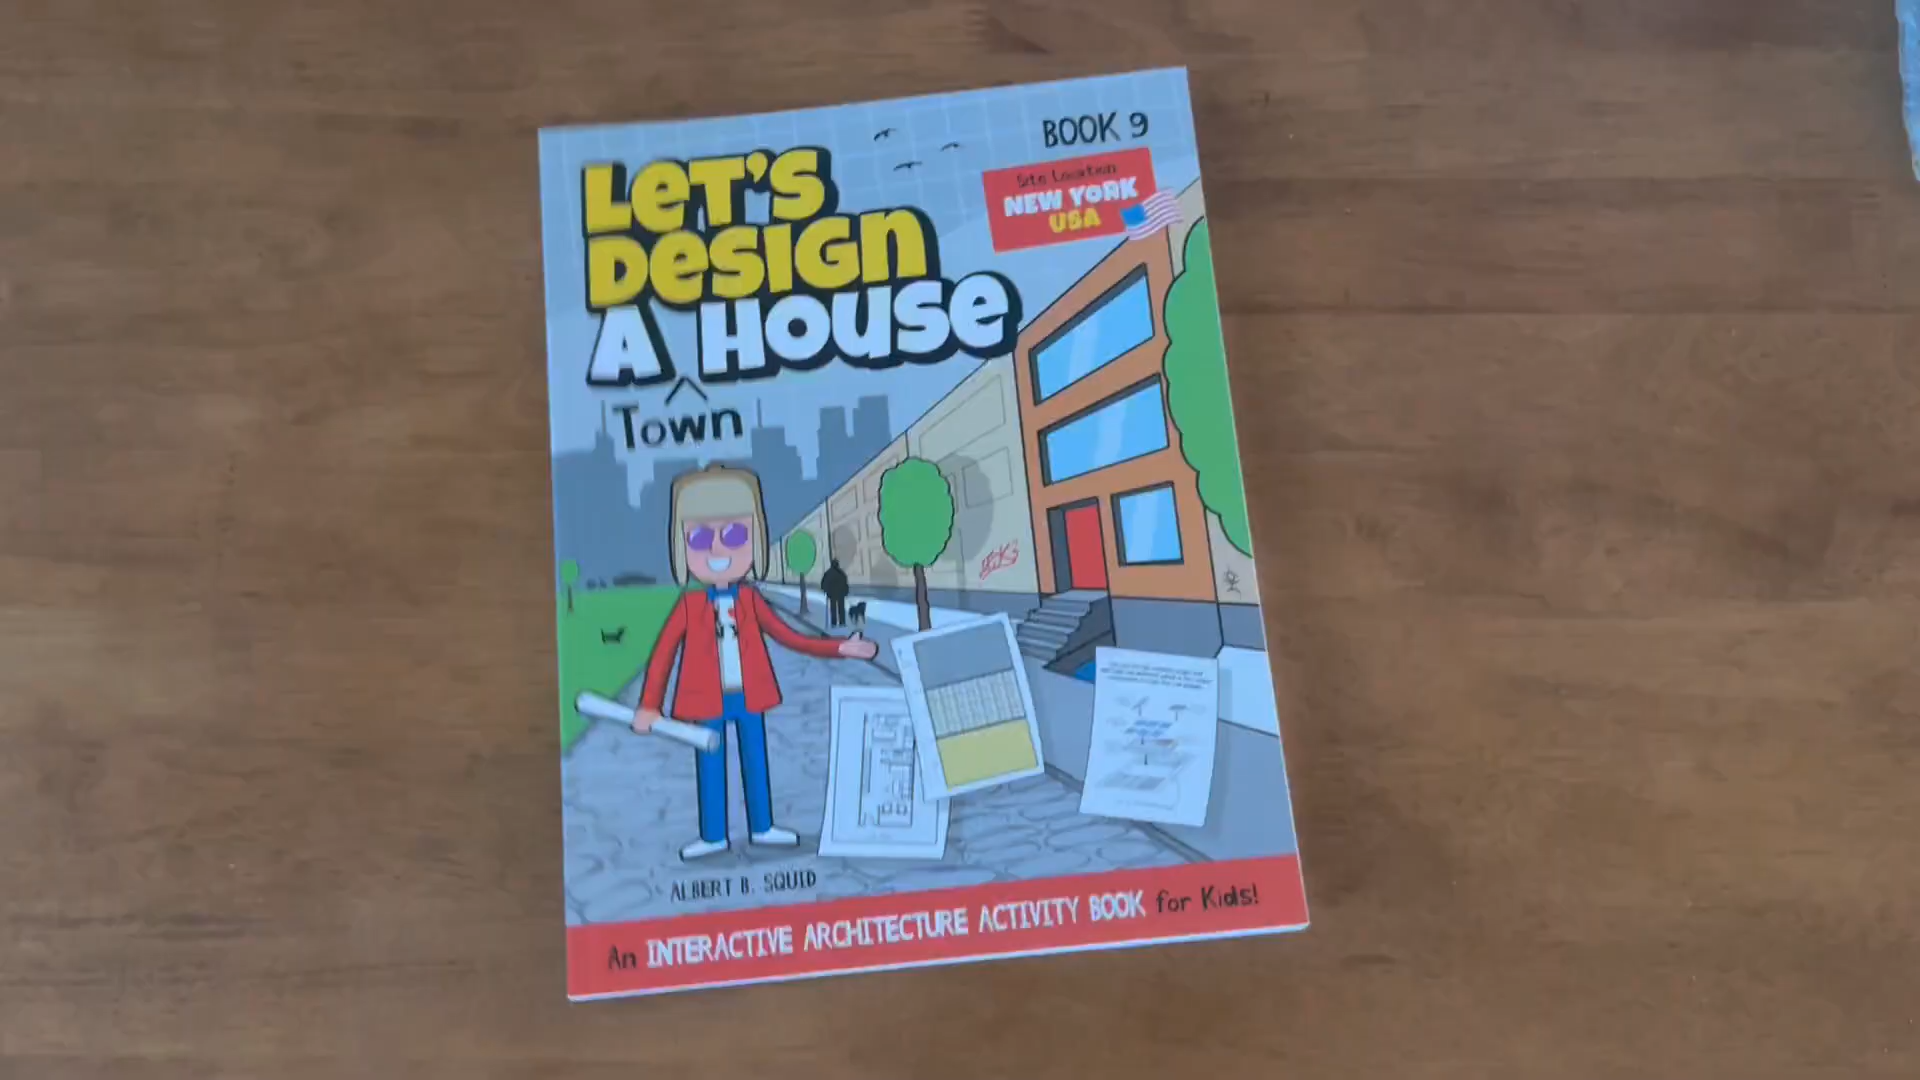 BOOK 9
Site Location
NEW YORK
USA
LET'S
DESIGN
A HOUSE
Town
ALBERT B. SQUID
An INTERACTIVE ARCHITECTURE ACTIVITY BOOK for Kids!